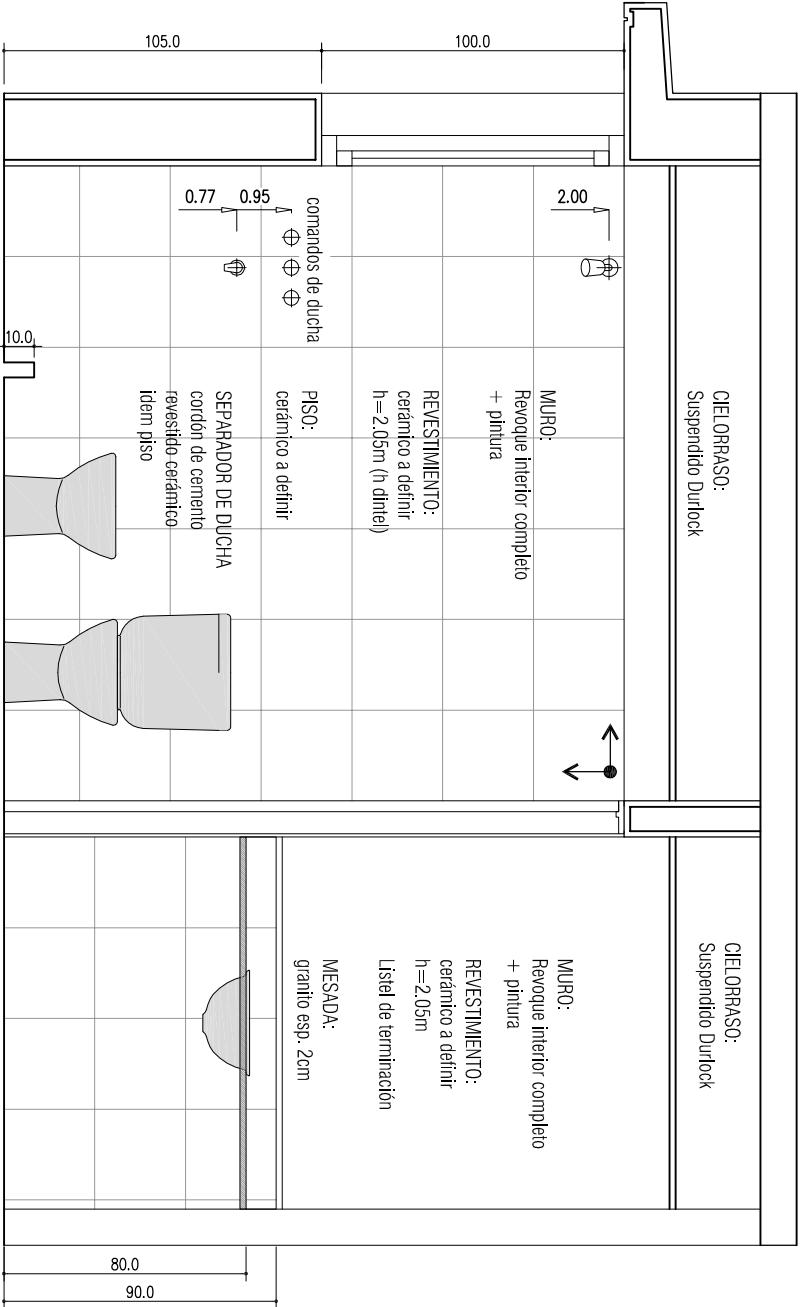 105.0
100.0
CIELORRASO:
Suspendido Durlock
2.00
MURO:
Revoque interior completo
+ pintura
REVESTIMIENTO:
cerámico a definir
h=2.05m (h dintel)
comandos de ducha
0.95
0.77
PISO:
cerámico a definir
SEPARADOR DE DUCHA
cordón de cemento
revestido cerámico
idem piso
10.0
CIELORRASO:
Suspendido Durlock
MURO:
Revoque interior completo
+ pintura
REVESTIMIENTO:
cerámico a definir
h=2.05m
Listel de terminación
MESADA:
granito esp. 2cm
80.0
90.0